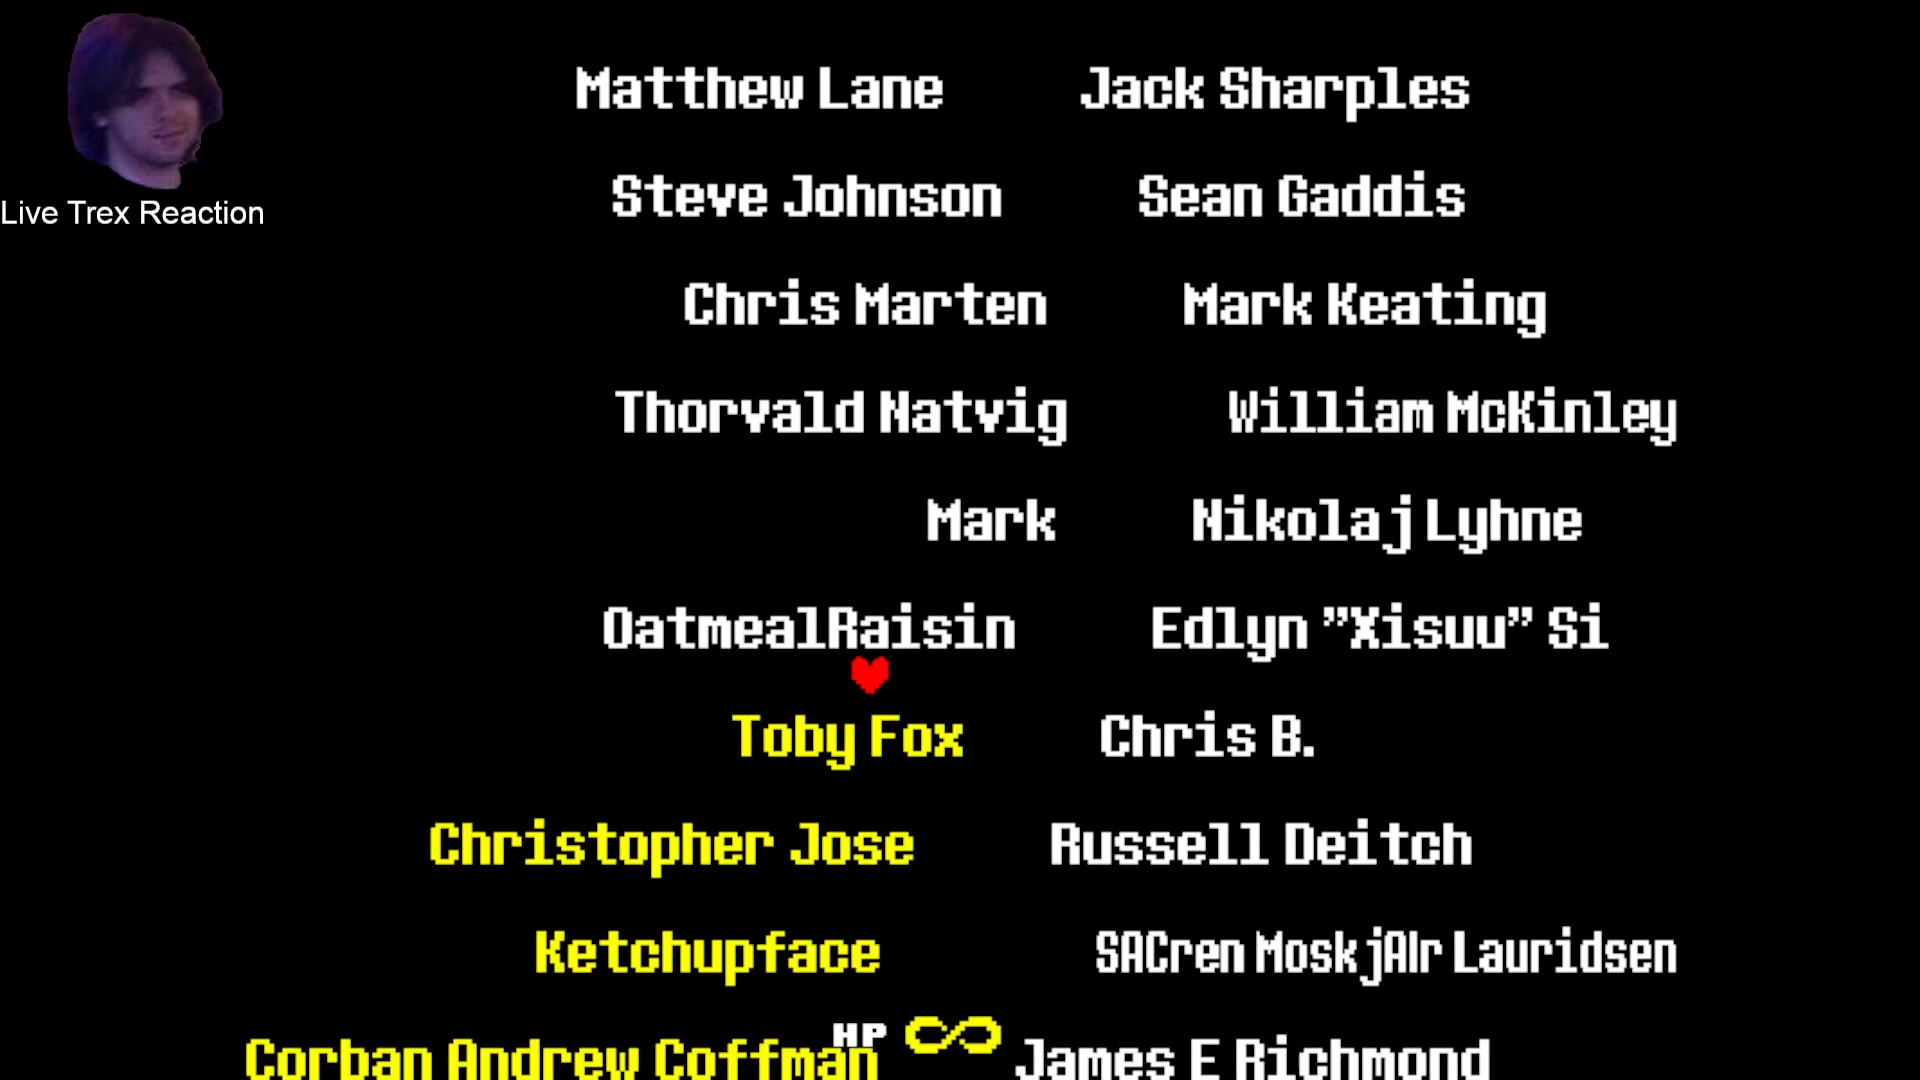 Live Trex Reaction
Matthew Lane Jack Sharples
Steve Johnson Sean Gaddis
Chris Marten Mark Keating
Thorvald Natvig William McKinley
Mark Nikolaj Lyhne
OatmealRaisin Edlyn "Xisuu" Si
Toby Fox Chris B.
Christopher Jose Russell Deitch
Ketchupface SACren MoskjAIr Lauridsen
HP ∞
Corban Andrew Coffman James E Richmond